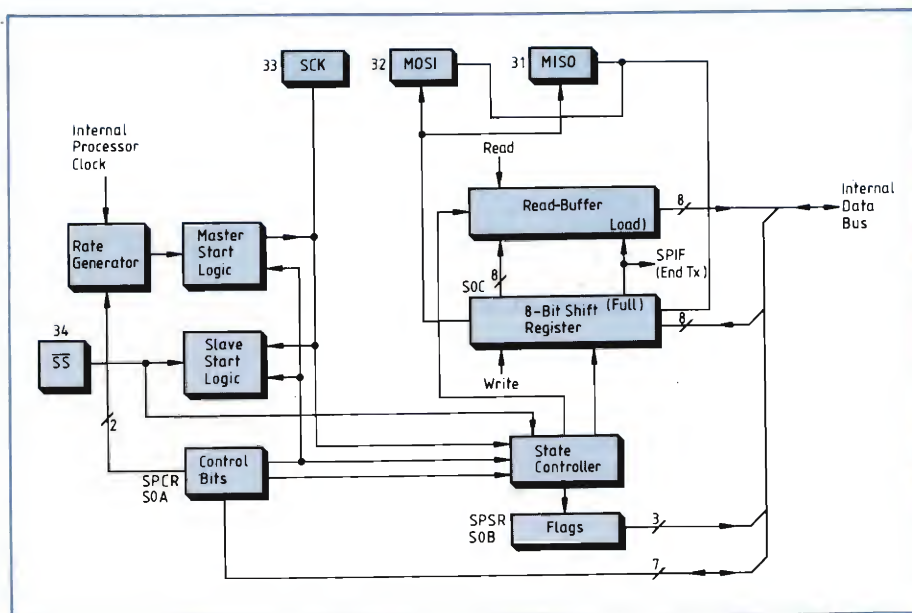 33
SCK
32
MOSI
31
MISO
Internal
Processor
Clock
Read
Read-Buffer
Load)
8
Internal
Data
Bus
Rate
Generator
Master
Start
Logic
SPIF
(End Tx)
S0C
8
8-Bit Shift
Register
(Full)
8
34
SS
Slave
Start
Logic
Write
2
SPCR
S0A
Control
Bits
State
Controller
SPSR
S0B
Flags
3
7